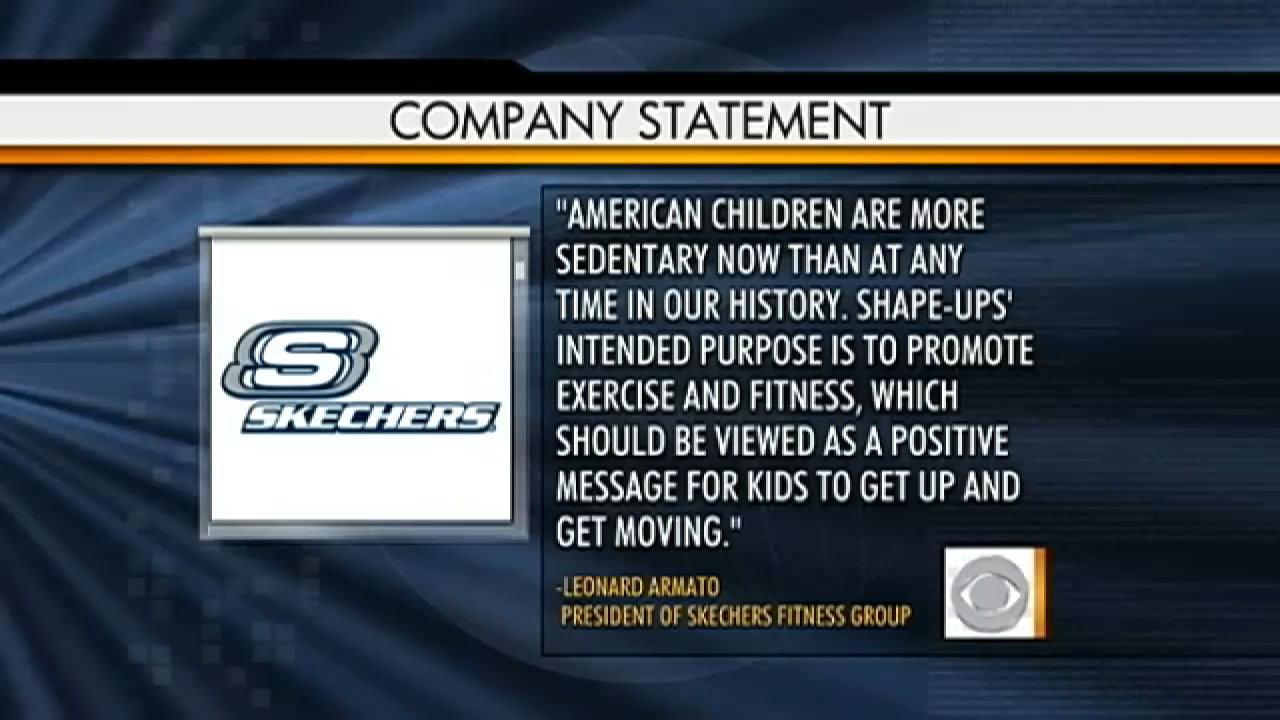 COMPANY STATEMENT
"AMERICAN CHILDREN ARE MORE
SEDENTARY NOW THAN AT ANY
TIME IN OUR HISTORY. SHAPE-UPS'
INTENDED PURPOSE IS TO PROMOTE
EXERCISE AND FITNESS, WHICH
SHOULD BE VIEWED AS A POSITIVE
MESSAGE FOR KIDS TO GET UP AND
GET MOVING."
-LEONARD ARMATO
PRESIDENT OF SKECHERS FITNESS GROUP
S
SKECHERS